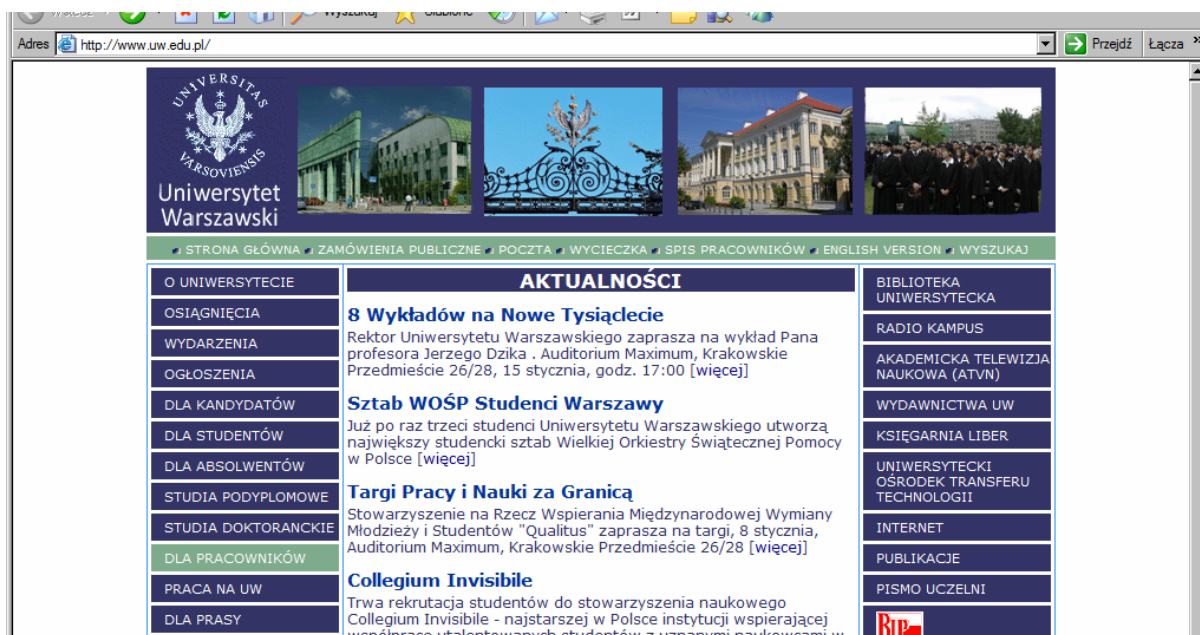 Wyszukaj Ulubione
Adres http://www.uw.edu.pl/ Przejdź Łącza »
UNIVERSITAS VARSOVIENSIS
Uniwersytet
Warszawski
STRONA GŁÓWNA ZAMÓWIENIA PUBLICZNE POCZTA WYCIECZKA SPIS PRACOWNIKÓW ENGLISH VERSION WYSZUKAJ
O UNIWERSYTECIE
OSIĄGNIĘCIA
WYDARZENIA
OGŁOSZENIA
DLA KANDYDATÓW
DLA STUDENTÓW
DLA ABSOLWENTÓW
STUDIA PODYPLOMOWE
STUDIA DOKTORANCKIE
DLA PRACOWNIKÓW
PRACA NA UW
DLA PRASY
AKTUALNOŚCI
8 Wykładów na Nowe Tysiąclecie
Rektor Uniwersytetu Warszawskiego zaprasza na wykład Pana
profesora Jerzego Dzika . Auditorium Maximum, Krakowskie
Przedmieście 26/28, 15 stycznia, godz. 17:00 [więcej]
Sztab WOŚP Studenci Warszawy
Już po raz trzeci studenci Uniwersytetu Warszawskiego utworzą
największy studencki sztab Wielkiej Orkiestry Świątecznej Pomocy
w Polsce [więcej]
Targi Pracy i Nauki za Granicą
Stowarzyszenie na Rzecz Wspierania Międzynarodowej Wymiany
Młodzieży i Studentów "Qualitus" zaprasza na targi, 8 stycznia,
Auditorium Maximum, Krakowskie Przedmieście 26/28 [więcej]
Collegium Invisibile
Trwa rekrutacja studentów do stowarzyszenia naukowego
Collegium Invisibile - najstarszej w Polsce instytucji wspierającej
współpracę utalentowanych studentów z uznanymi naukowcami w
BIBLIOTEKA
UNIWERSYTECKA
RADIO KAMPUS
AKADEMICKA TELEWIZJA
NAUKOWA (ATVN)
WYDAWNICTWA UW
KSIĘGARNIA LIBER
UNIWERSYTECKI
OŚRODEK TRANSFERU
TECHNOLOGII
INTERNET
PUBLIKACJE
PISMO UCZELNI